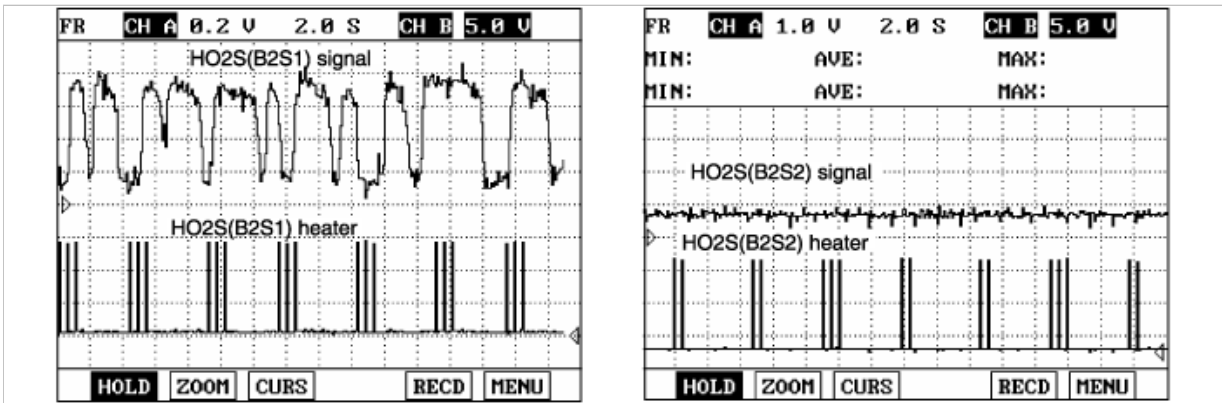 FR CH A 0.2 V 2.0 S CH B 5.0 V
HO2S(B2S1) signal
HO2S(B2S1) heater
HOLD ZOOM CURS RECD MENU
FR CH A 1.0 V 2.0 S CH B 5.0 V
MIN: AVE: MAX:
MIN: AVE: MAX:
HO2S(B2S2) signal
HO2S(B2S2) heater
HOLD ZOOM CURS RECD MENU